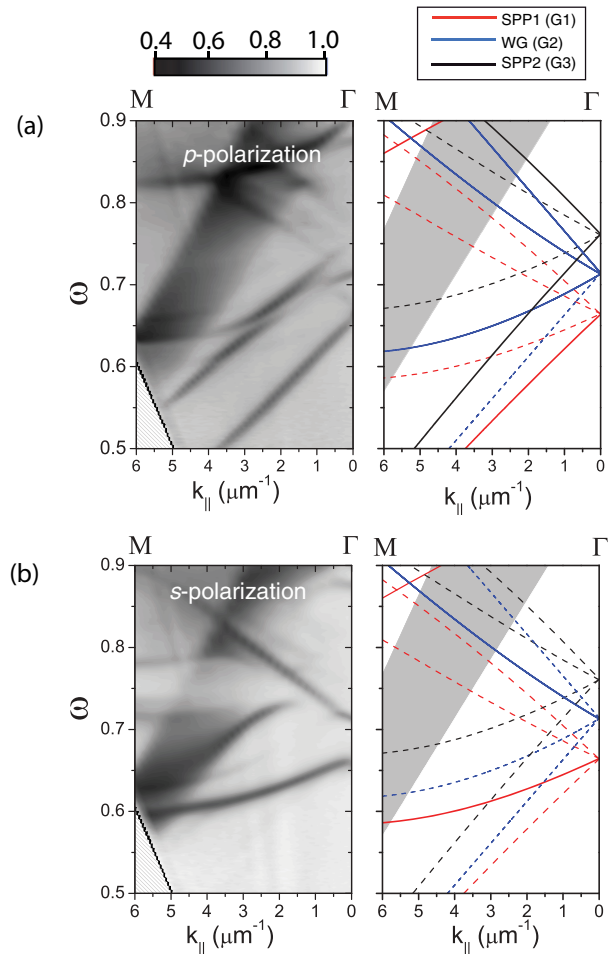 0.4 0.6 0.8 1.0
SPP1 (G1)
WG (G2)
SPP2 (G3)
(a)
M Γ M Γ
p-polarization
0.9
0.8
0.7
0.6
0.5
ω
6 5 4 3 2 1 0
6 5 4 3 2 1 0
k|| (μm-1)
k|| (μm-1)
(b)
M Γ M Γ
s-polarization
0.9
0.8
0.7
0.6
0.5
ω
6 5 4 3 2 1 0
6 5 4 3 2 1 0
k|| (μm-1)
k|| (μm-1)